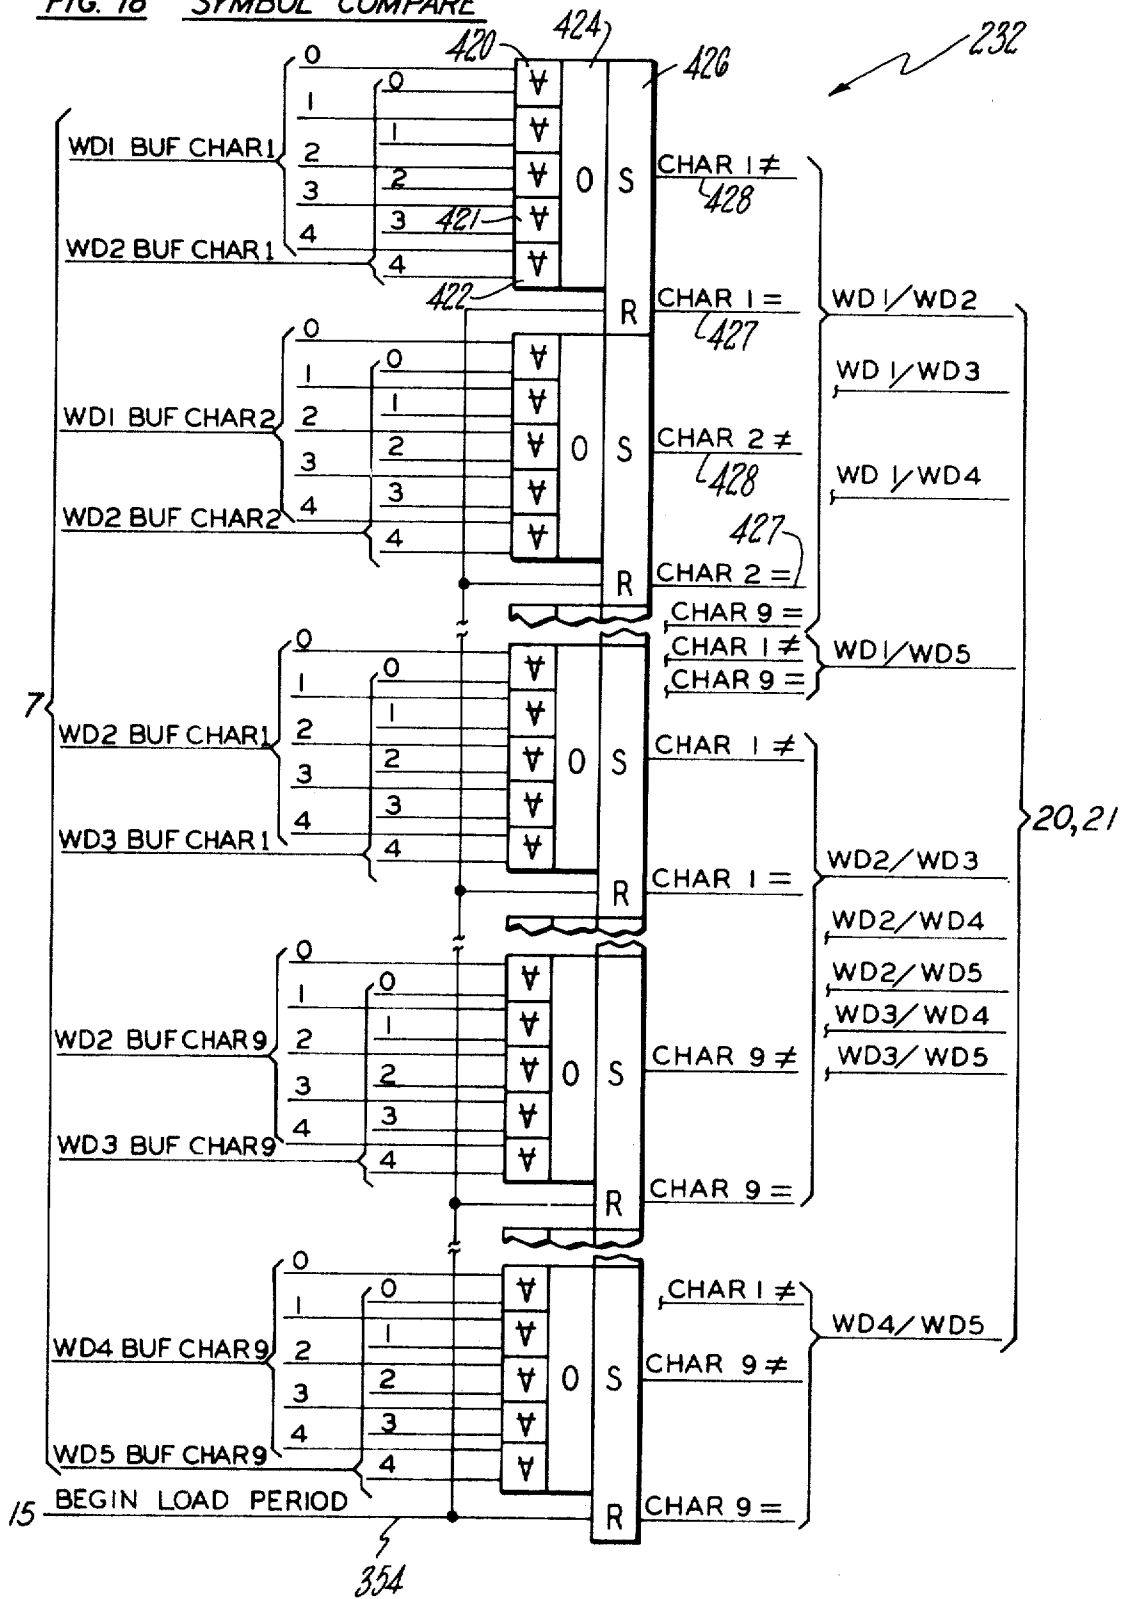 FIG. 18 SYMBOL COMPARE
232
420
424
426
WD1 BUF CHAR1
0
1
2
3
4
WD2 BUF CHAR1
0
1
2
3
4
421
422
∀
∀
∀
∀
∀
O
S
R
CHAR 1 ≠
428
CHAR 1 =
427
WD1 BUF CHAR2
0
1
2
3
4
WD2 BUF CHAR2
0
1
2
3
4
∀
∀
∀
∀
∀
O
S
R
CHAR 2 ≠
428
CHAR 2 =
427
CHAR 9 =
WD1/WD2
WD1/WD3
WD1/WD4
CHAR 1 ≠
CHAR 9 =
WD1/WD5
7
WD2 BUF CHAR1
0
1
2
3
4
WD3 BUF CHAR1
0
1
2
3
4
∀
∀
∀
∀
∀
O
S
R
CHAR 1 ≠
CHAR 1 =
20,21
WD2/WD3
WD2/WD4
WD2/WD5
WD3/WD4
WD3/WD5
WD2 BUF CHAR9
0
1
2
3
4
WD3 BUF CHAR9
0
1
2
3
4
∀
∀
∀
∀
∀
O
S
R
CHAR 9 ≠
CHAR 9 =
WD4 BUF CHAR9
0
1
2
3
4
WD5 BUF CHAR9
0
1
2
3
4
∀
∀
∀
∀
∀
O
S
R
CHAR 1 ≠
CHAR 9 ≠
CHAR 9 =
WD4/WD5
15 BEGIN LOAD PERIOD
354